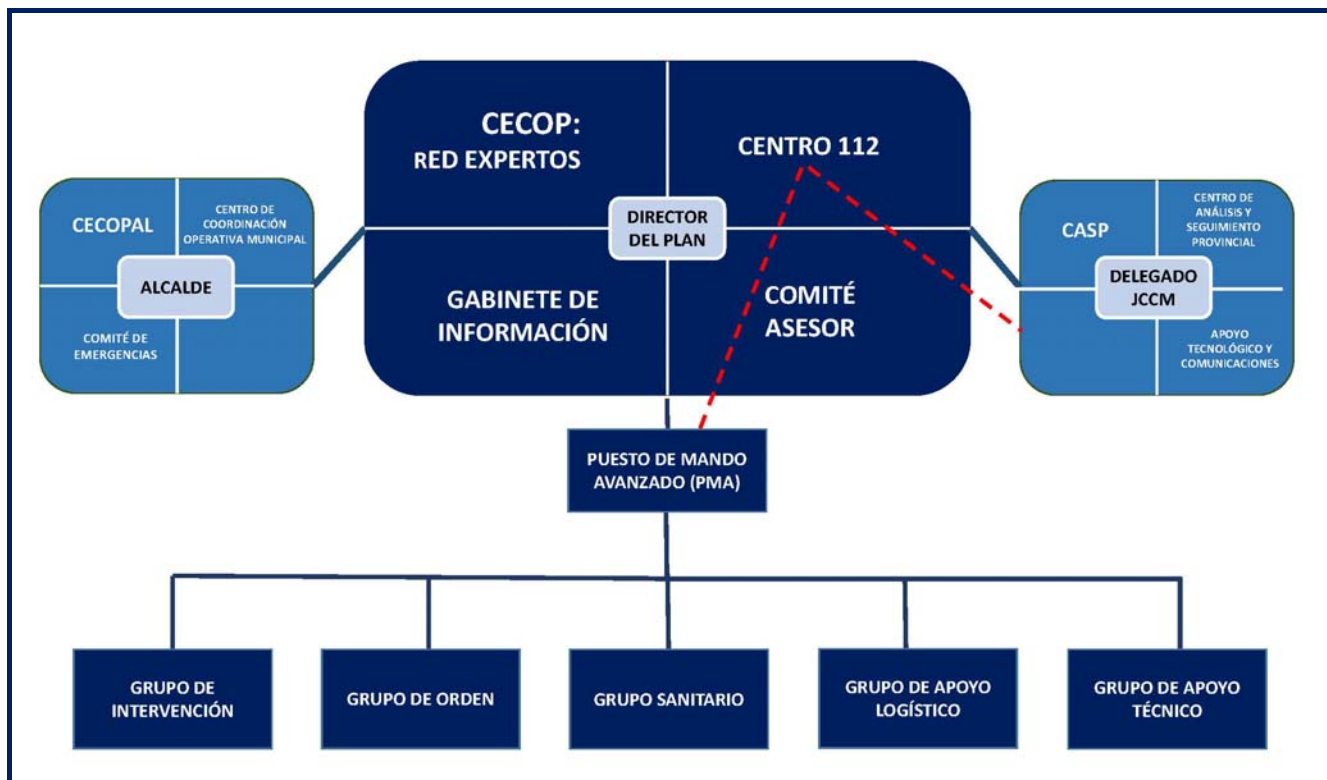 CECOP:
RED EXPERTOS
CENTRO 112
DIRECTOR
DEL PLAN
GABINETE DE
INFORMACIÓN
COMITÉ
ASESOR
CECOPAL
CENTRO DE
COORDINACIÓN
OPERATIVA MUNICIPAL
ALCALDE
COMITÉ DE
EMERGENCIAS
CASP
CENTRO DE
ANÁLISIS Y
SEGUIMIENTO
PROVINCIAL
DELEGADO
JCCM
APOYO
TECNOLÓGICO Y
COMUNICACIONES
PUESTO DE MANDO
AVANZADO (PMA)
GRUPO DE
INTERVENCIÓN
GRUPO DE ORDEN
GRUPO SANITARIO
GRUPO DE APOYO
LOGÍSTICO
GRUPO DE APOYO
TÉCNICO